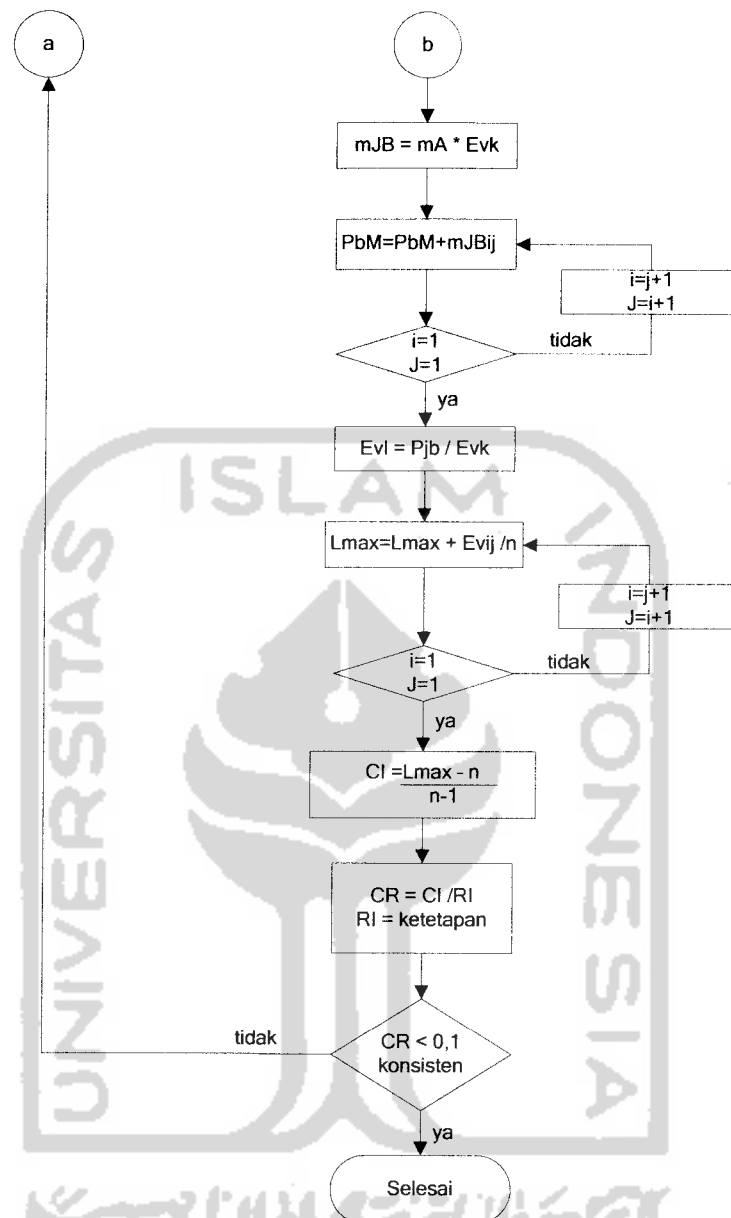 a
b
mJB = mA * Evk
PbM=PbM+mJBij
i=j+1
J=i+1
i=1
J=1
tidak
ya
EvI = Pjb / Evk
Lmax=Lmax + Evij /n
i=j+1
J=i+1
i=1
J=1
tidak
ya
CI =Lmax - n
n-1
CR = CI /RI
RI = ketetapan
tidak
CR < 0,1
konsisten
ya
Selesai
UNIVERSITAS
ISLAM
INDONESIA